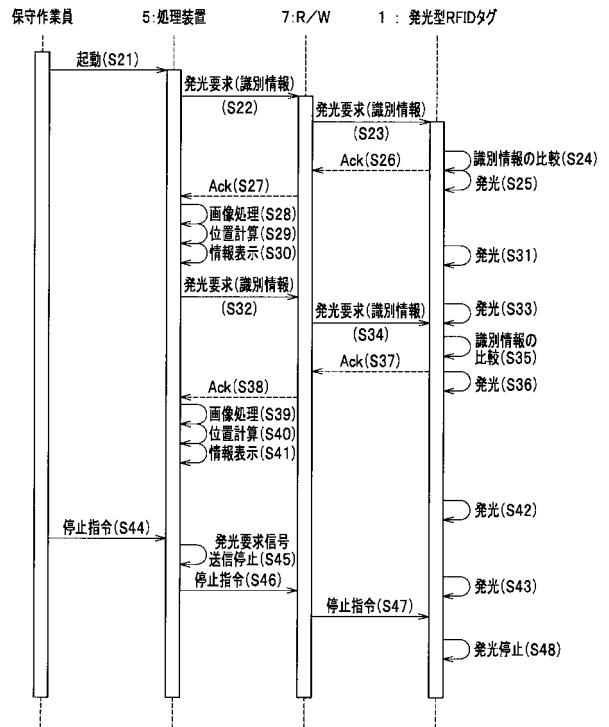 保守作業員
5:処理装置
7:R/W
1 : 発光型RFIDタグ
起動(S21)
発光要求(識別情報)
(S22)
発光要求(識別情報)
(S23)
識別情報の比較(S24)
Ack(S26)
発光(S25)
Ack(S27)
画像処理(S28)
位置計算(S29)
情報表示(S30)
発光(S31)
発光要求(識別情報)
(S32)
発光(S33)
発光要求(識別情報)
(S34)
識別情報の
比較(S35)
Ack(S37)
発光(S36)
Ack(S38)
画像処理(S39)
位置計算(S40)
情報表示(S41)
発光(S42)
停止指令(S44)
発光要求信号
送信停止(S45)
停止指令(S46)
発光(S43)
停止指令(S47)
発光停止(S48)